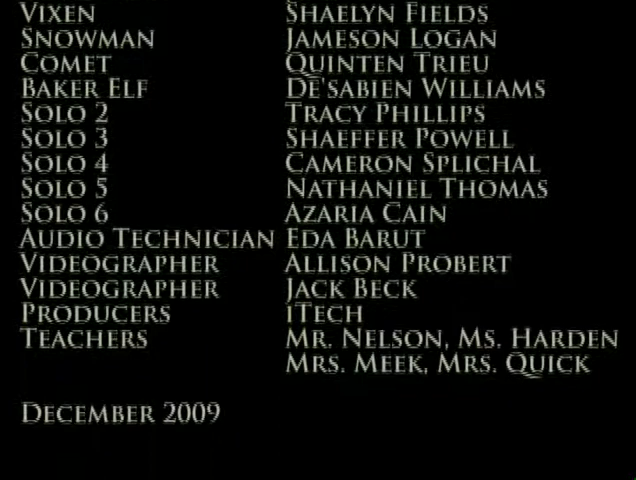 Vixen Shaelyn Fields
Snowman Jameson Logan
Comet Quinten Trieu
Baker Elf De'sabien Williams
Solo 2 Tracy Phillips
Solo 3 Shaeffer Powell
Solo 4 Cameron Splichal
Solo 5 Nathaniel Thomas
Solo 6 Azaria Cain
Audio Technician Eda Barut
Videographer Allison Probert
Videographer Jack Beck
Producers iTech
Teachers Mr. Nelson, Ms. Harden
Mrs. Meek, Mrs. Quick
December 2009